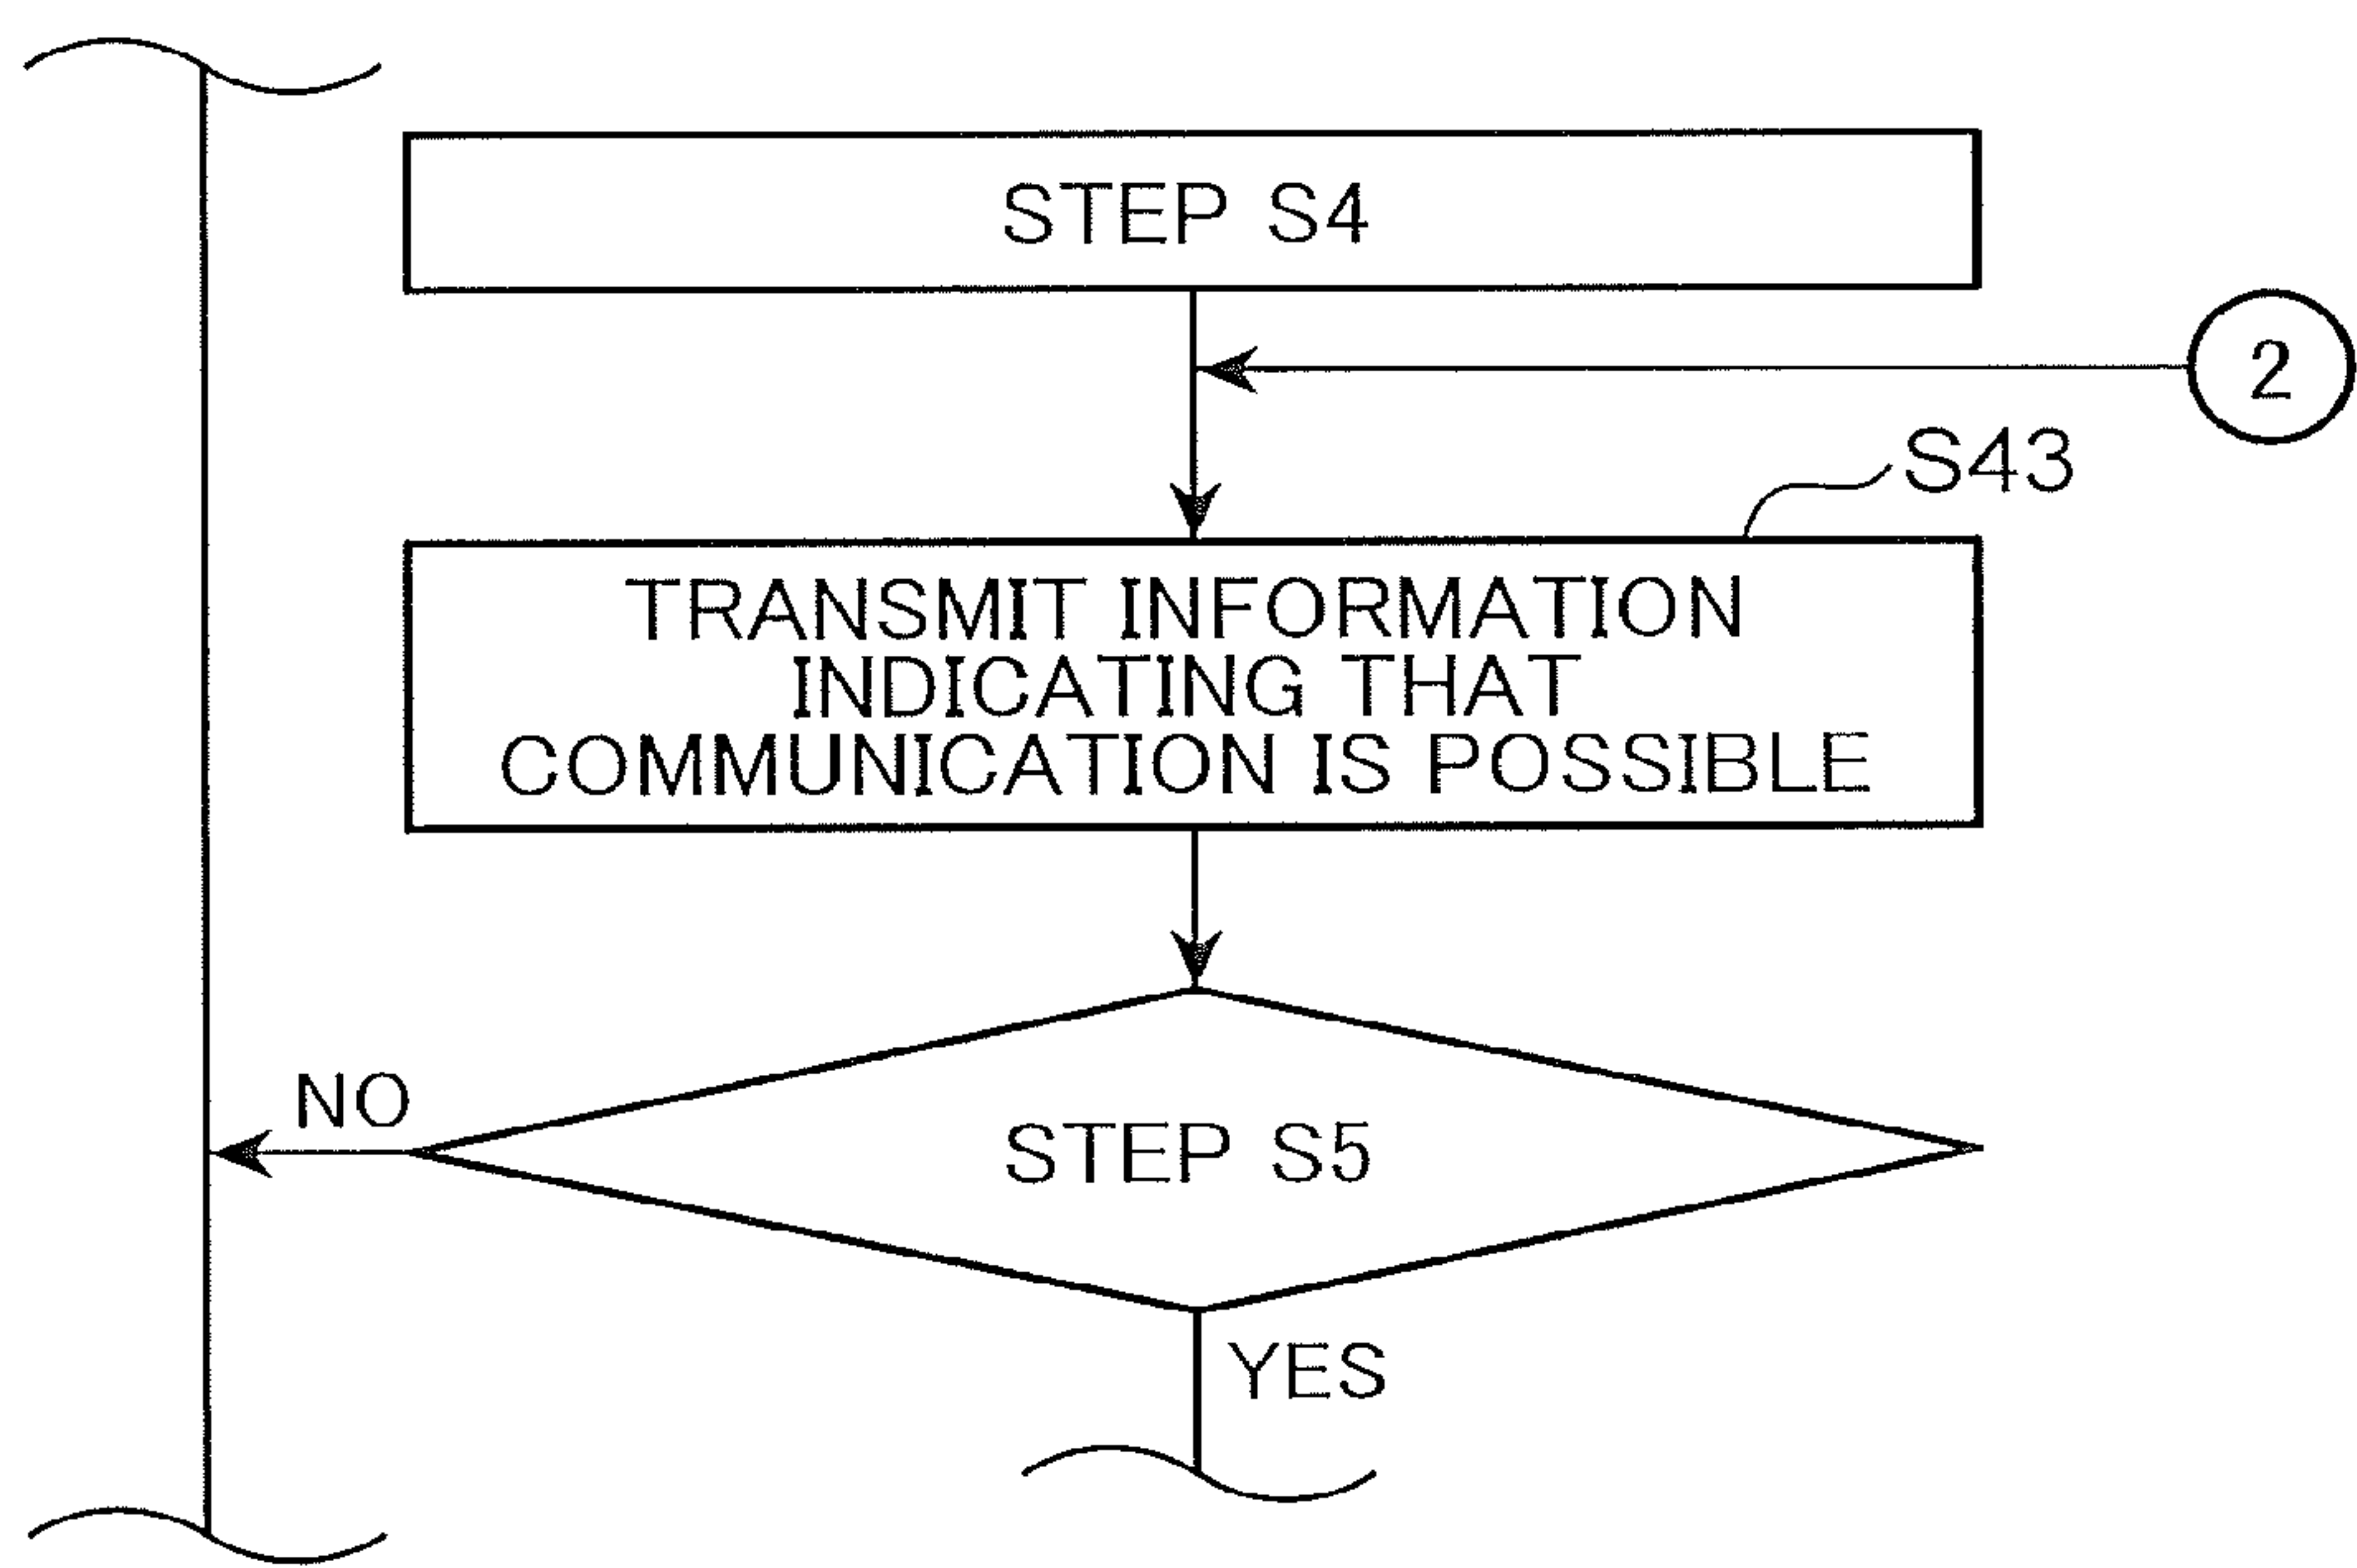 STEP S4
2
S43
TRANSMIT INFORMATION
INDICATING THAT
COMMUNICATION IS POSSIBLE
NO
STEP S5
YES